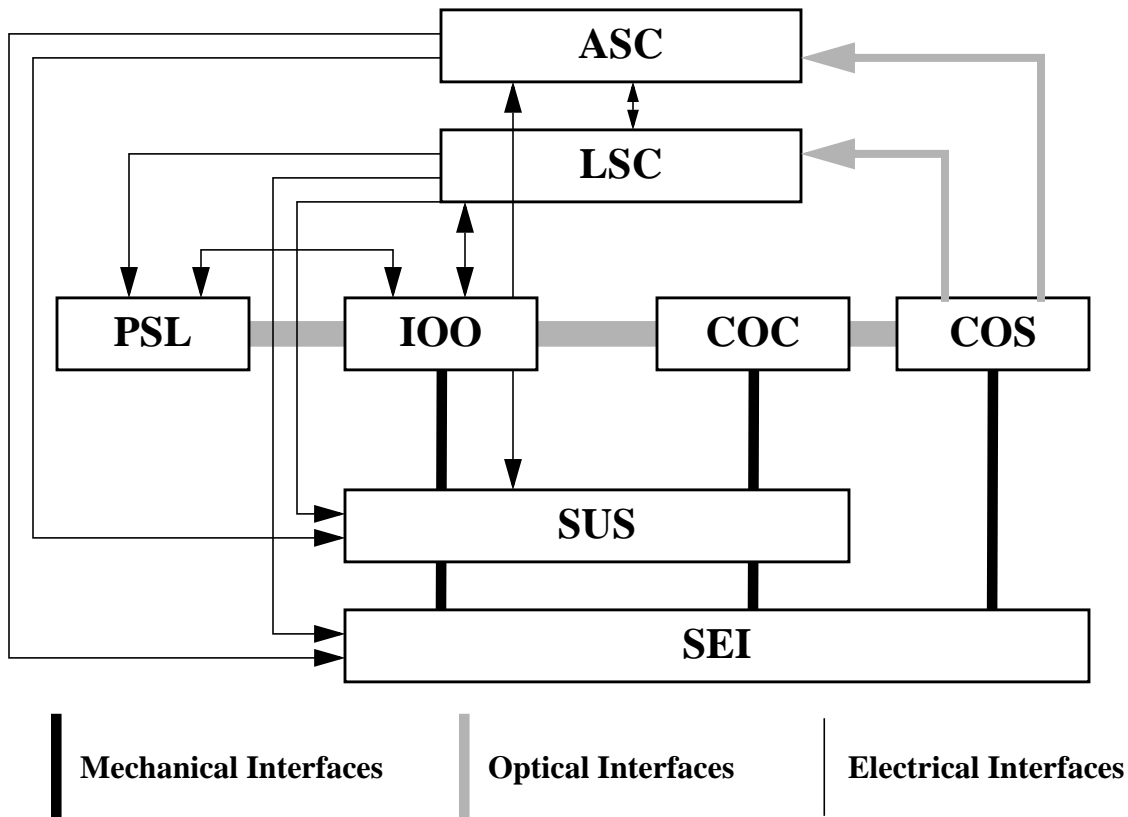 ASC
LSC
PSL
IOO
COC
COS
SUS
SEI
Mechanical Interfaces
Optical Interfaces
Electrical Interfaces